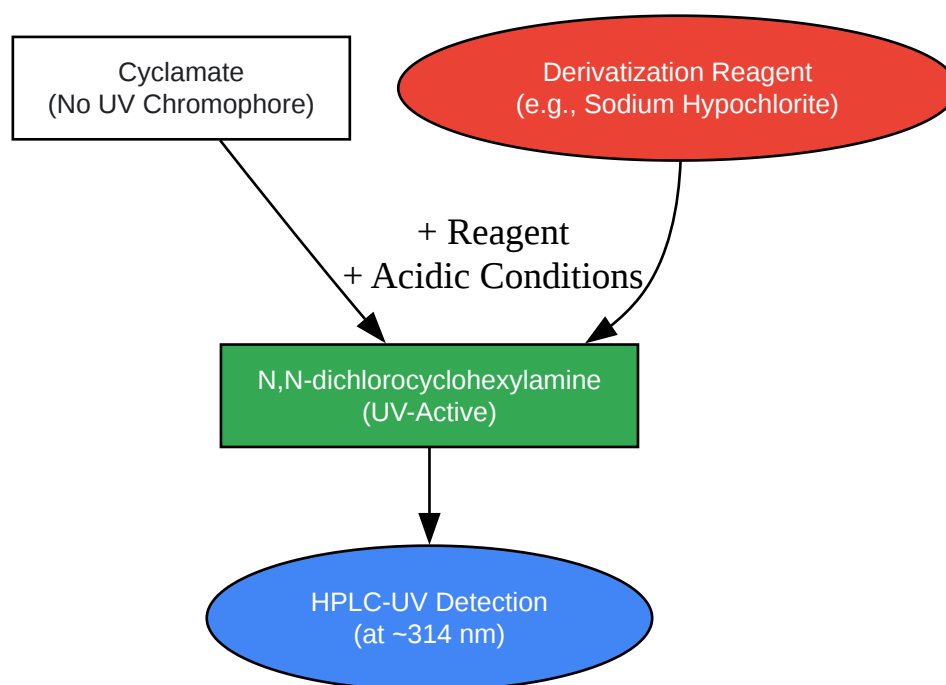 Cyclamate
(No UV Chromophore)
Derivatization Reagent
(e.g., Sodium Hypochlorite)
+ Reagent
+ Acidic Conditions
N,N-dichlorocyclohexylamine
(UV-Active)
HPLC-UV Detection
(at ~314 nm)